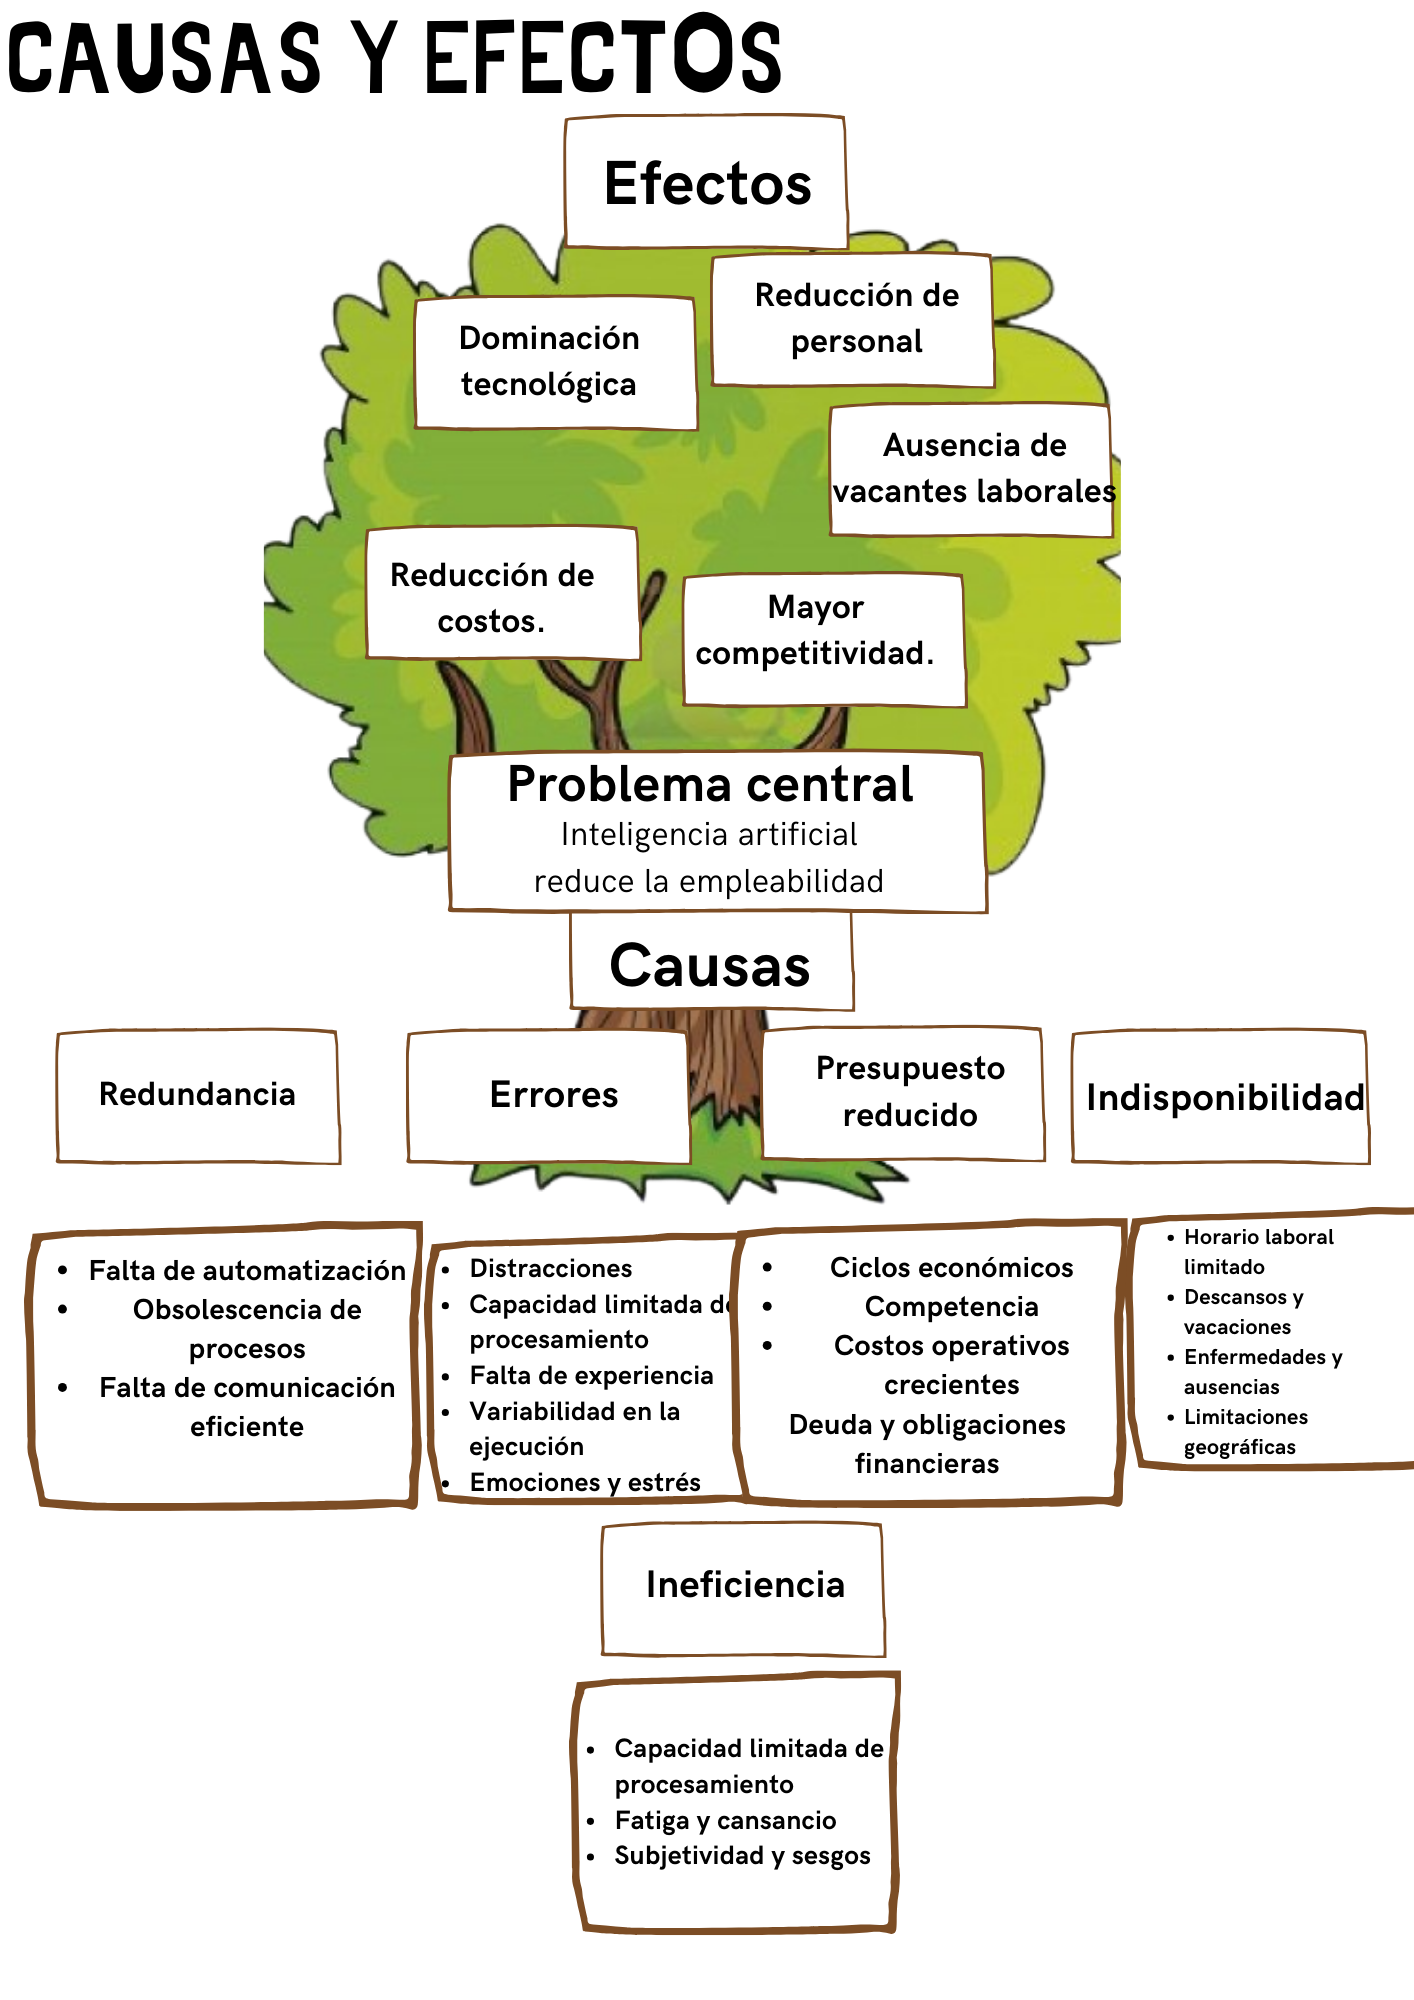 CAUSAS Y EFECTOS
Efectos
Reducción de
personal
Dominación
tecnológica
Ausencia de
vacantes laborales
Reducción de
costos.
Mayor
competitividad.
Problema central
Inteligencia artificial
reduce la empleabilidad
Causas
Redundancia
Errores
Presupuesto
reducido
Indisponibilidad
• Falta de automatización
• Obsolescencia de
procesos
• Falta de comunicación
eficiente
• Distracciones
• Capacidad limitada de
procesamiento
• Falta de experiencia
• Variabilidad en la
ejecución
• Emociones y estrés
• Ciclos económicos
• Competencia
• Costos operativos
crecientes
Deuda y obligaciones
financieras
• Horario laboral
limitado
• Descansos y
vacaciones
• Enfermedades y
ausencias
• Limitaciones
geográficas
Ineficiencia
• Capacidad limitada de
procesamiento
• Fatiga y cansancio
• Subjetividad y sesgos